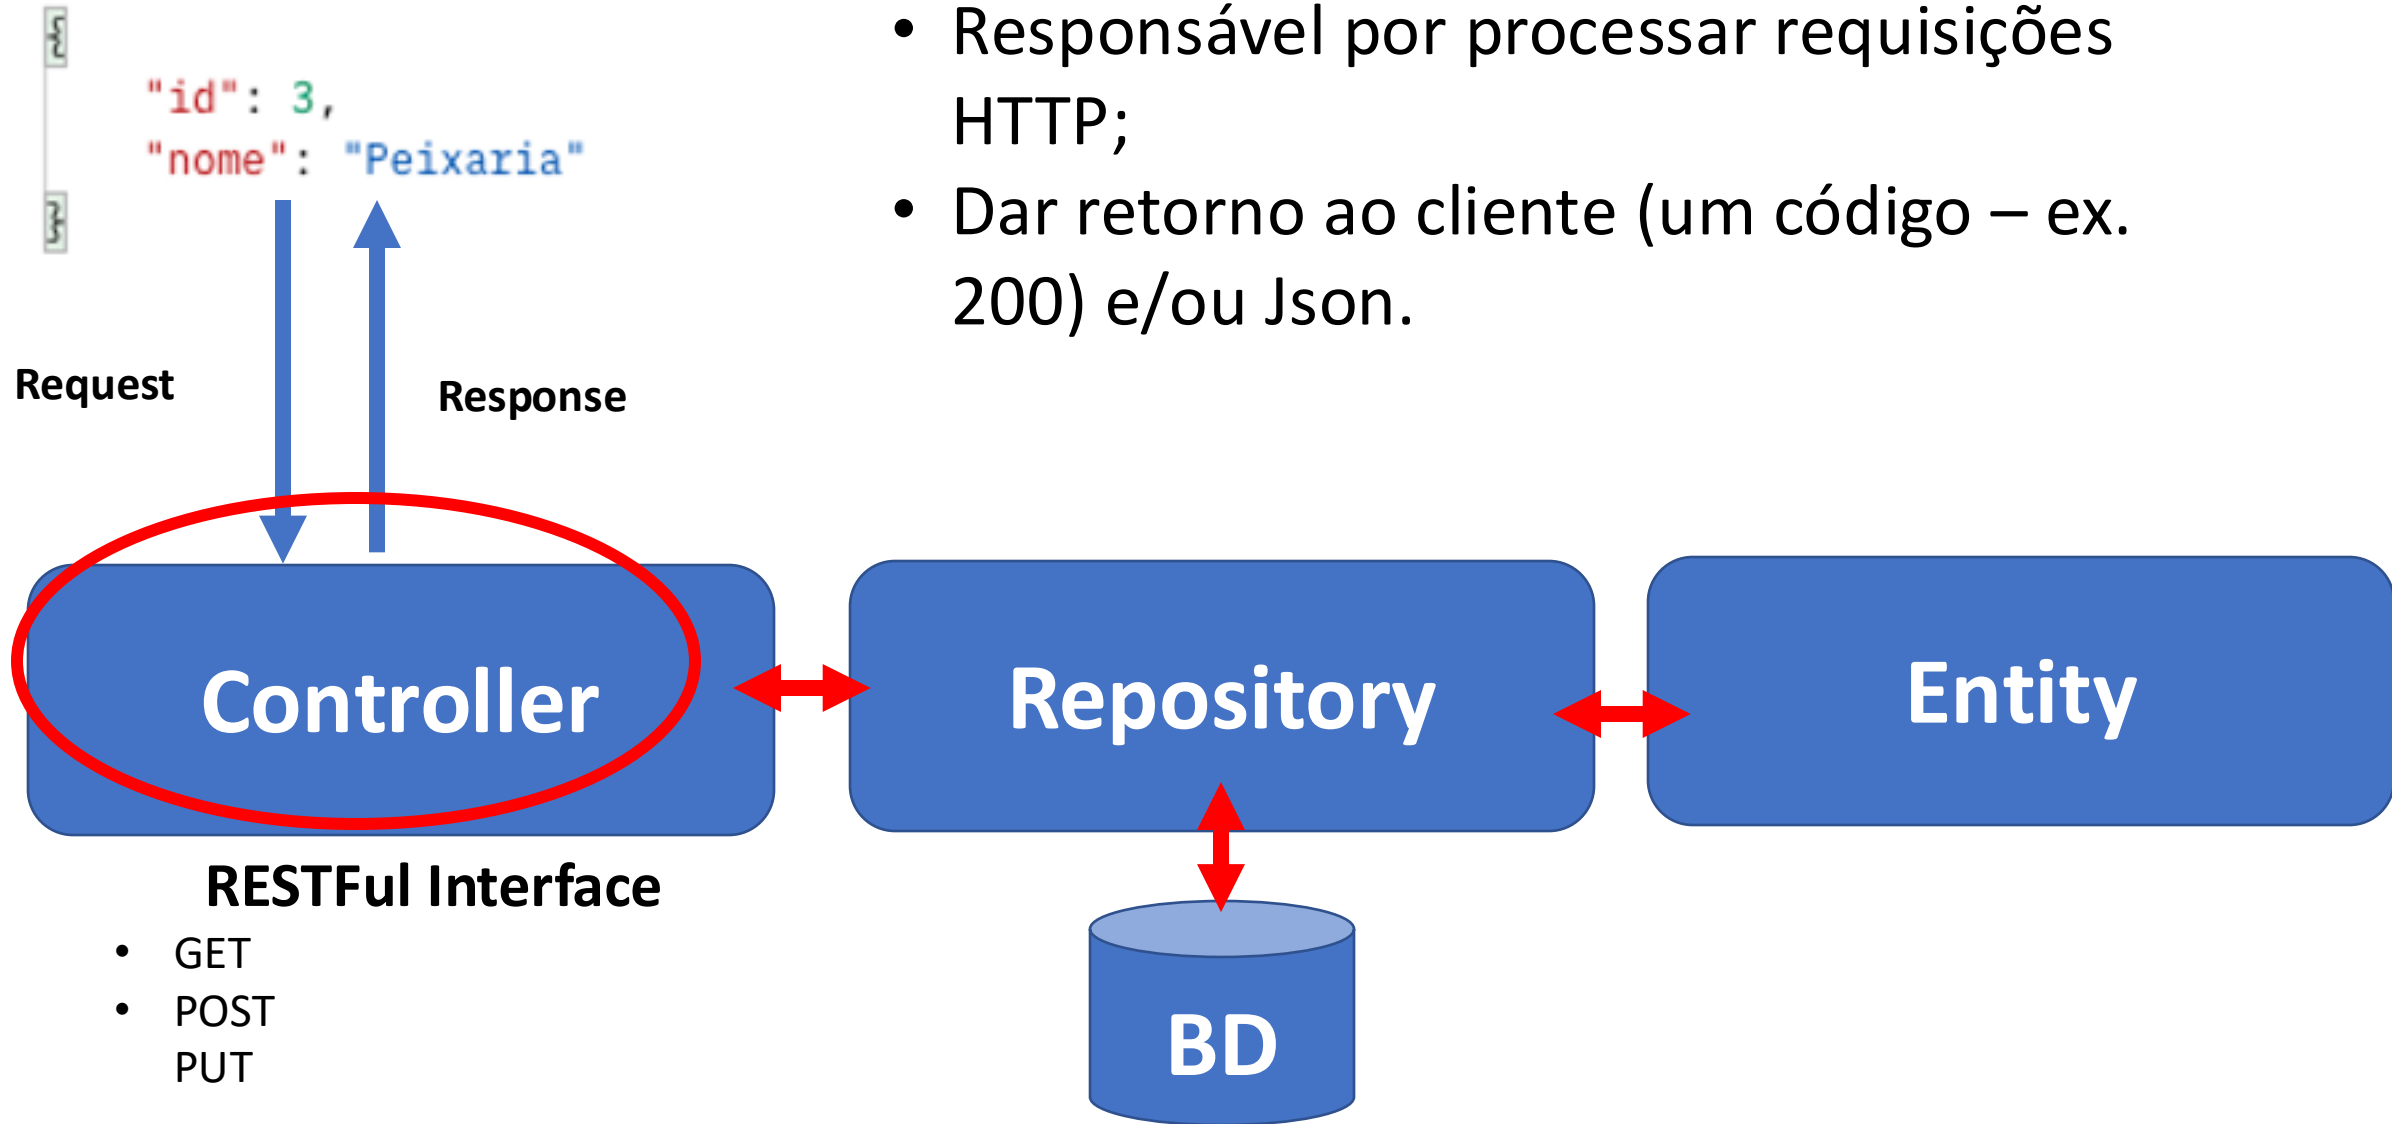 {
"id": 3,
"nome": "Peixaria"
}
• Responsável por processar requisições
HTTP;
• Dar retorno ao cliente (um código – ex.
200) e/ou Json.
Request
Response
Controller
Repository
Entity
RESTFul Interface
• GET
• POST
PUT
BD